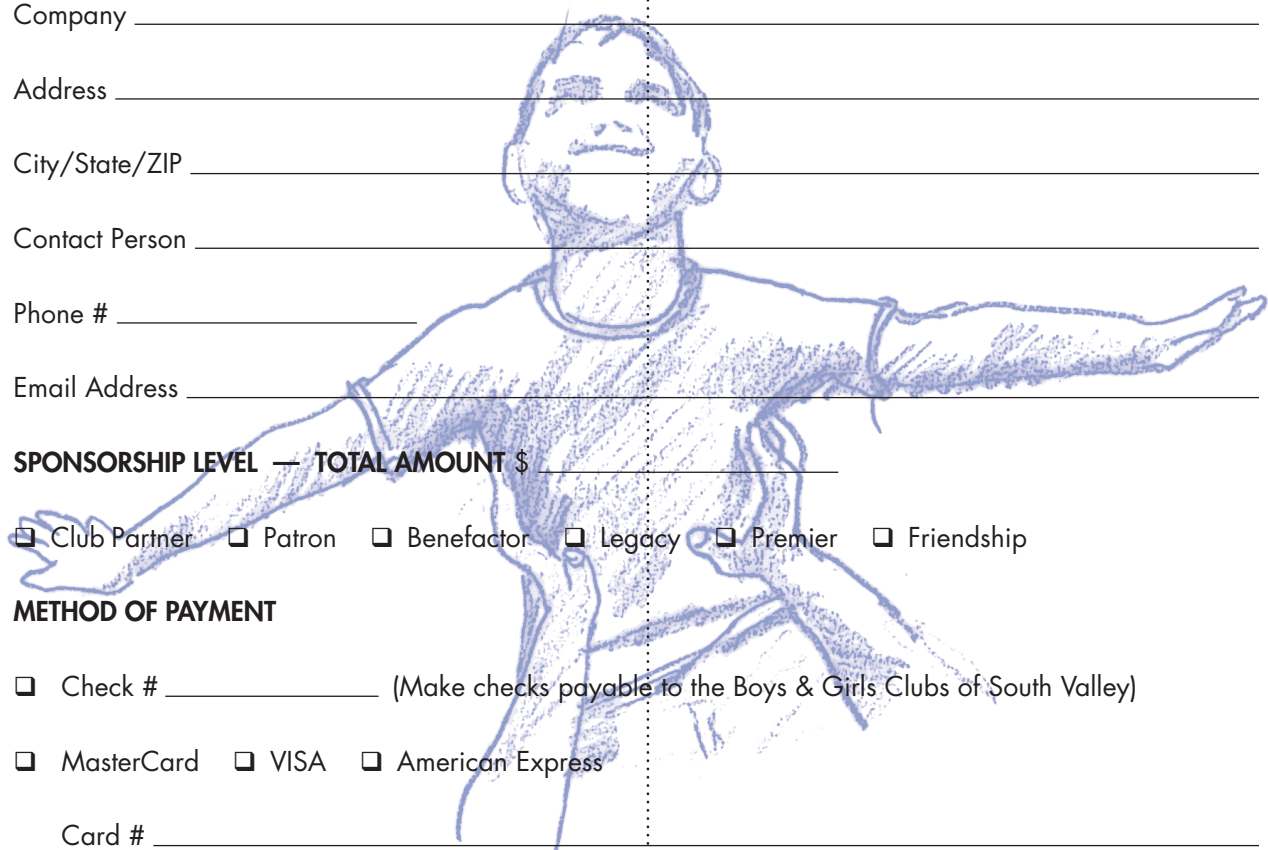 Company
Address
City/State/ZIP
Contact Person
Phone #
Email Address
SPONSORSHIP LEVEL — TOTAL AMOUNT $
❑ Club Partner ❑ Patron ❑ Benefactor ❑ Legacy ❑ Premier ❑ Friendship
METHOD OF PAYMENT
❑ Check # (Make checks payable to the Boys & Girls Clubs of South Valley)
❑ MasterCard ❑ VISA ❑ American Express
Card #